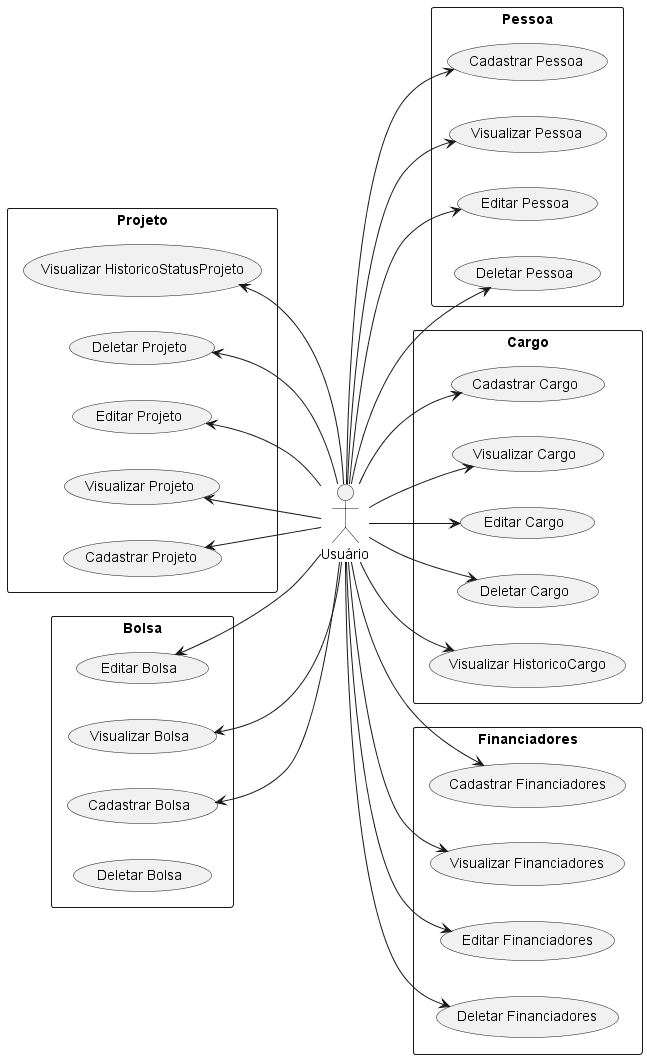 Pessoa
Cadastrar Pessoa
Visualizar Pessoa
Editar Pessoa
Deletar Pessoa
Projeto
Visualizar HistoricoStatusProjeto
Deletar Projeto
Editar Projeto
Visualizar Projeto
Cadastrar Projeto
Cargo
Cadastrar Cargo
Visualizar Cargo
Editar Cargo
Deletar Cargo
Visualizar HistoricoCargo
Usuário
Bolsa
Editar Bolsa
Visualizar Bolsa
Cadastrar Bolsa
Deletar Bolsa
Financiadores
Cadastrar Financiadores
Visualizar Financiadores
Editar Financiadores
Deletar Financiadores